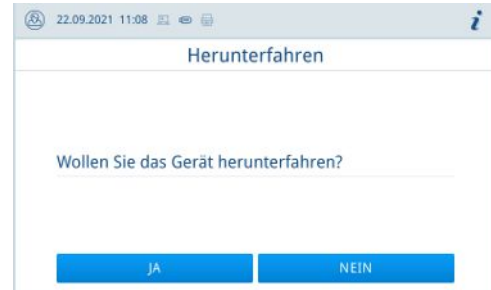 22.09.2021 11:08
i
Herunterfahren
Wollen Sie das Gerät herunterfahren?
JA
NEIN